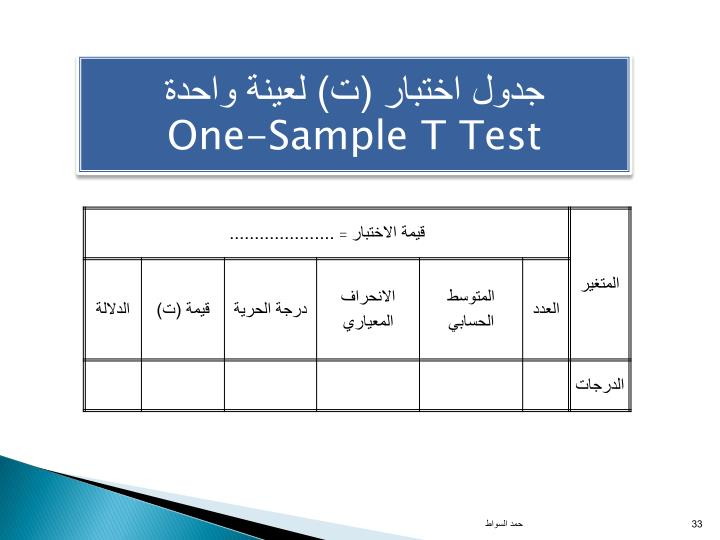 جدول اختبار (ت) لعينة واحدة
One-Sample T Test
المتغير
قيمة الاختبار = .....................
العدد
المتوسط
الحسابي
الانحراف
المعياري
درجة الحرية
قيمة (ت)
الدلالة
الدرجات
حمد السواط
33